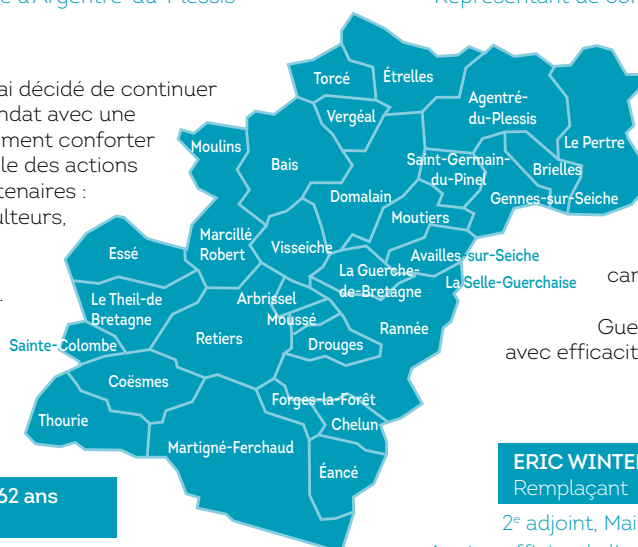 e d'Argentré-du-Plessis
Représentant de com
ai décidé de continuer
ndat avec une
ment conforter
le des actions
tenaires :
ulteurs,
.
Torcé
Étrelles
Agentré-
du-Plessis
Vergéal
Le Pertre
Moulins
Bais
Saint-Germain-
du-Pinel
Brielles
Domalain
Gennes-sur-Seiche
Moutiers
Marcillé
Robert
Visseiche
Essé
Availles-sur-Seiche
La Guerche-
de-Bretagne
La Selle-Guerchaise
Le Theil-de
Bretagne
Arbrissel
Moussé
Rannée
Sainte-Colombe
Retiers
Drouges
Coësmes
Forges-la-Forêt
Thourie
Chelun
Martigné-Ferchaud
Éancé
can
Gue
avec efficacit
62 ans
ERIC WINTE
Remplaçant
2e adjoint, Mai